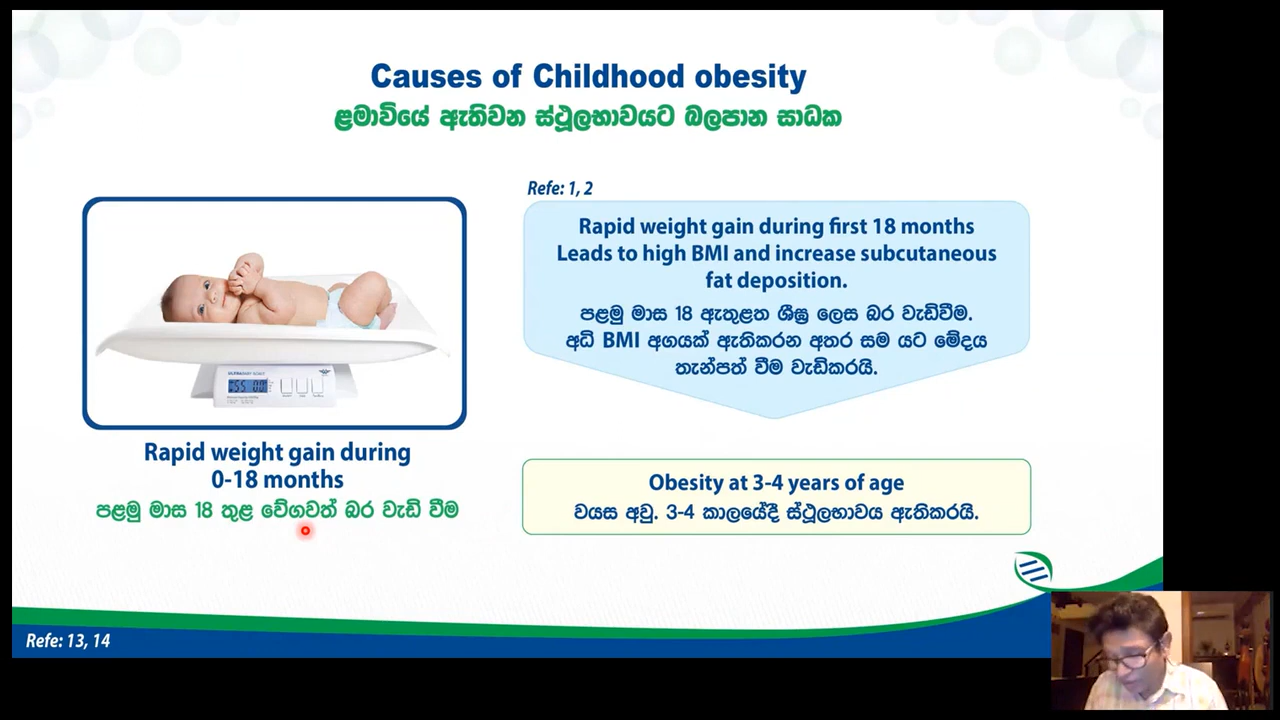 Causes of Childhood obesity
ළමාවියේ ඇතිවන ස්ථූලභාවයට බලපාන සාධක
Refe: 1, 2
Rapid weight gain during first 18 months
Leads to high BMI and increase subcutaneous
fat deposition.
පළමු මාස 18 ඇතුළත ශීඝ්‍ර ලෙස බර වැඩිවීම.
අධි BMI අගයක් ඇතිකරන අතර සම යට මේදය
තැන්පත් වීම වැඩිකරයි.
Rapid weight gain during
0-18 months
පළමු මාස 18 තුළ වේගවත් බර වැඩි වීම
Obesity at 3-4 years of age
වයස අවු. 3-4 කාලයේදී ස්ථූලභාවය ඇතිකරයි.
Refe: 13, 14